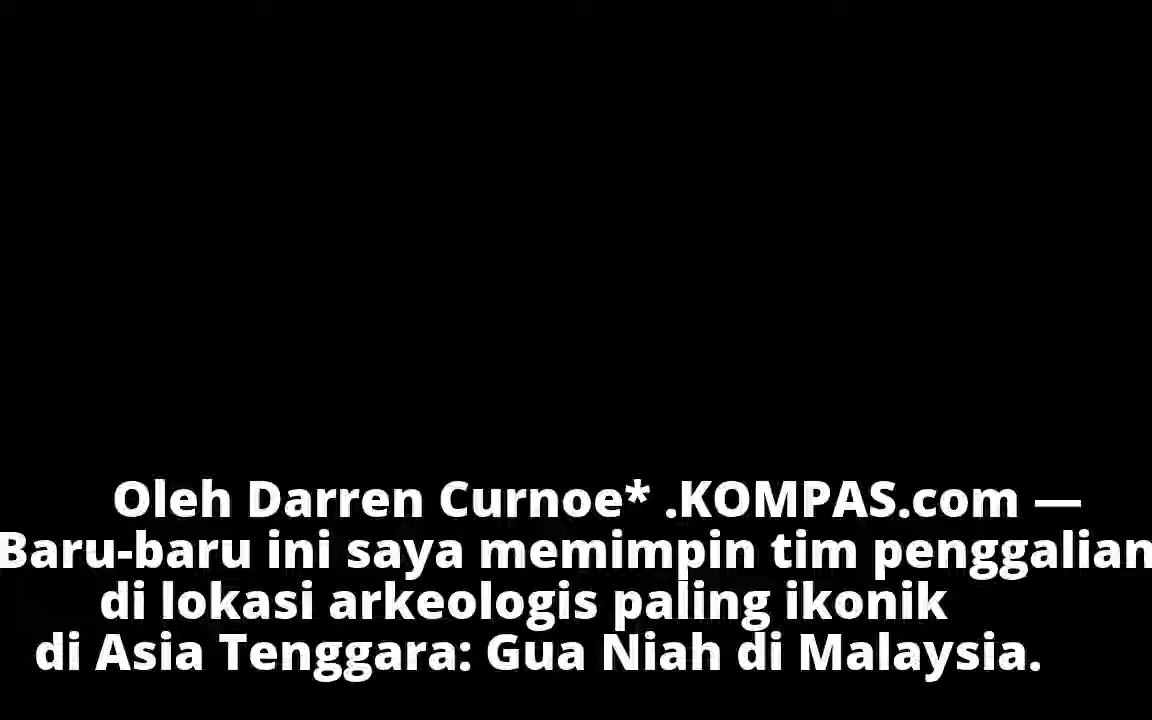 Oleh Darren Curnoe* .KOMPAS.com —
Baru-baru ini saya memimpin tim penggalian
di lokasi arkeologis paling ikonik
di Asia Tenggara: Gua Niah di Malaysia.